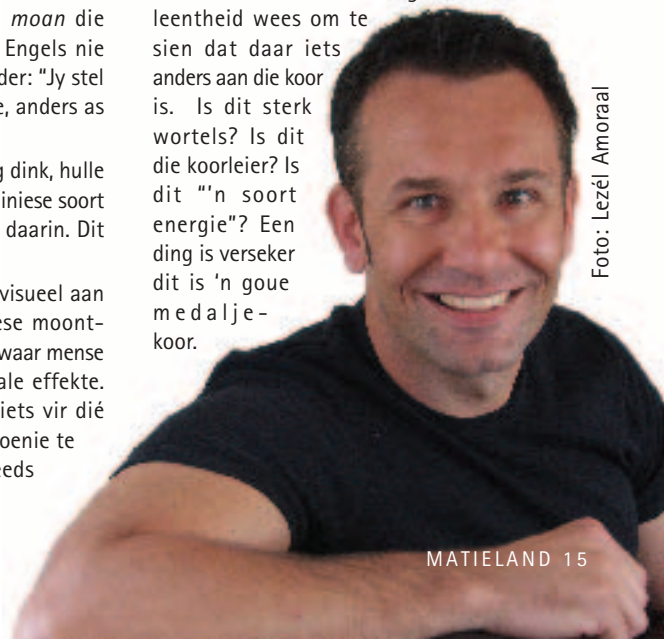 moan die
Engels nie
der: “Jy stel
e, anders as
g dink, hulle
iniese soort
daarin. Dit
visueel aan
ese moont-
waar mense
ale effekte.
iets vir dié
oenie te
eeds
leentheid wees om te
sien dat daar iets
anders aan die koor
is. Is dit sterk
wortels? Is dit
die koorleier? Is
dit “'n soort
energie”? Een
ding is verseker
dit is 'n goue
medalje-
koor.
Foto: Lezél Amoraal
MATIELAND 15